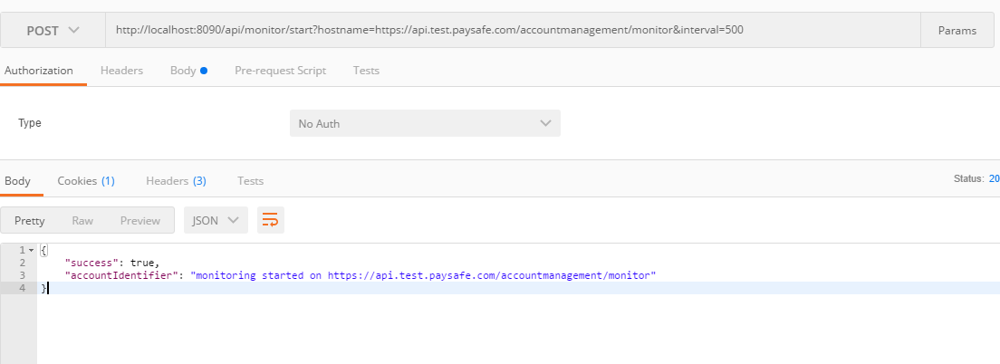 POST http://localhost:8090/api/monitor/start?hostname=https://api.test.paysafe.com/accountmanagement/monitor&interval=500 Params
Authorization Headers Body Pre-request Script Tests
Type No Auth
Body Cookies (1) Headers (3) Tests Status: 20
Pretty Raw Preview JSON
1 {
2 "success": true,
3 "accountIdentifier": "monitoring started on https://api.test.paysafe.com/accountmanagement/monitor"
4 }